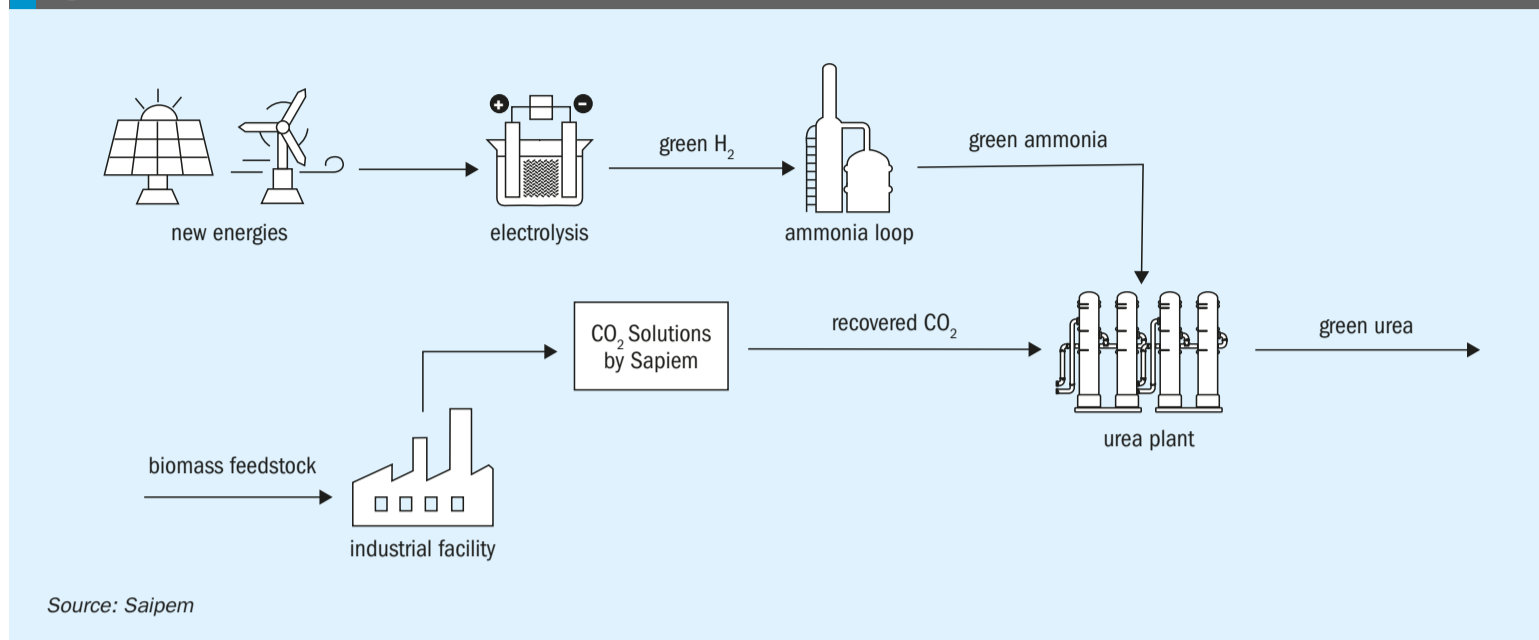 +
−
green H₂
green ammonia
new energies
electrolysis
ammonia loop
CO₂ Solutions
by Sapiem
recovered CO₂
green urea
urea plant
biomass feedstock
industrial facility
Source: Saipem